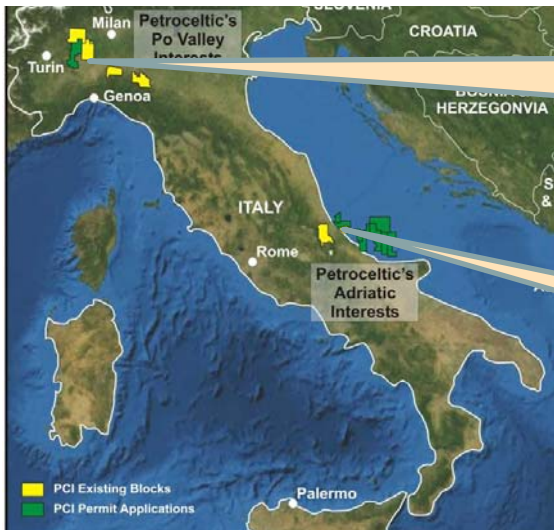 SLOVENIA
Milan
Petroceltic's
Po Valley
Interests
CROATIA
Turin
BOSNIA &
HERZEGONVIA
Genoa
S
&
ITALY
Rome
Petroceltic's
Adriatic
Interests
PCI Existing Blocks
PCI Permit Applications
Palermo